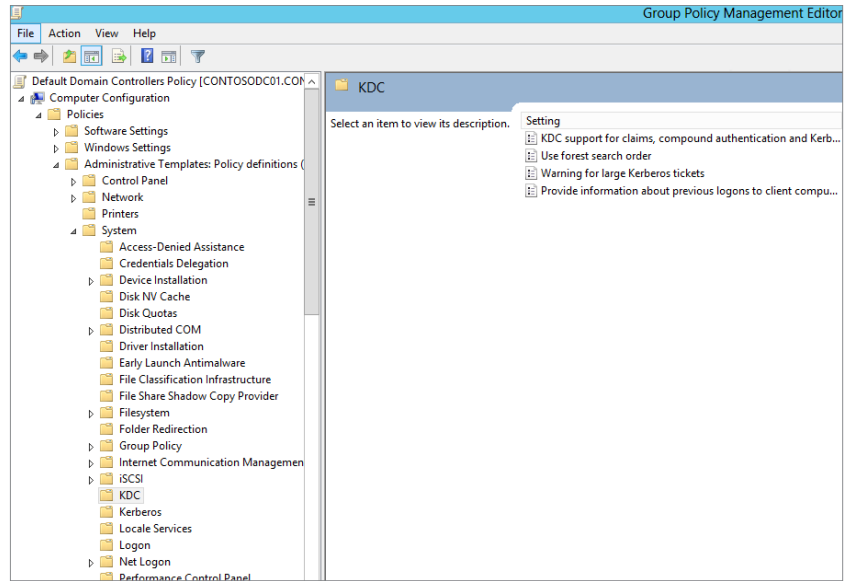 Group Policy Management Editor
File Action View Help
Default Domain Controllers Policy [CONTOSODC01.CON
Computer Configuration
Policies
Software Settings
Windows Settings
Administrative Templates: Policy definitions (
Control Panel
Network
Printers
System
Access-Denied Assistance
Credentials Delegation
Device Installation
Disk NV Cache
Disk Quotas
Distributed COM
Driver Installation
Early Launch Antimalware
File Classification Infrastructure
File Share Shadow Copy Provider
Filesystem
Folder Redirection
Group Policy
Internet Communication Managemen
iSCSI
KDC
Kerberos
Locale Services
Logon
Net Logon
Performance Control Panel
KDC
Select an item to view its description.
Setting
KDC support for claims, compound authentication and Kerb...
Use forest search order
Warning for large Kerberos tickets
Provide information about previous logons to client compu...